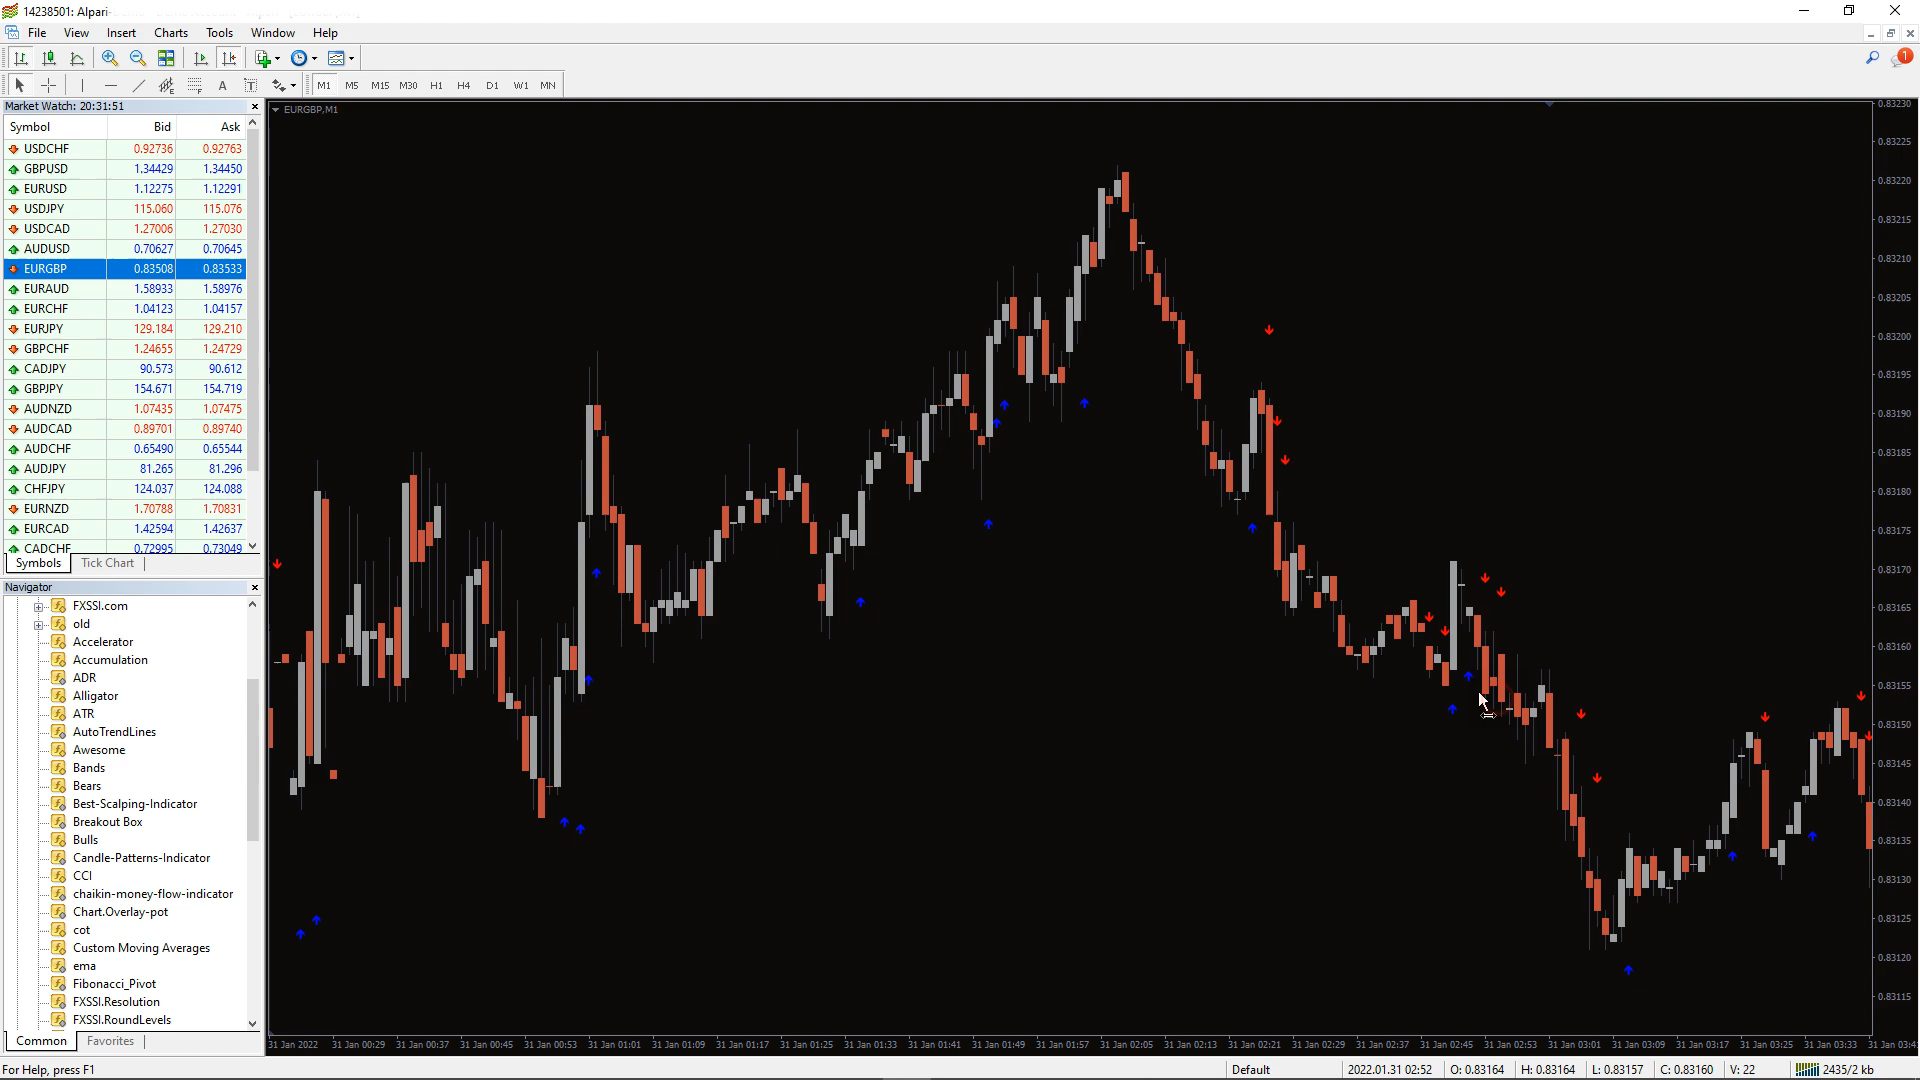 14238501: Alpari
File View Insert Charts Tools Window Help
M1 M5 M15 M30 H1 H4 D1 W1 MN
1
Market Watch: 20:31:51
Symbol Bid Ask
USDCHF 0.92736 0.92763
GBPUSD 1.34429 1.34450
EURUSD 1.12275 1.12291
USDJPY 115.060 115.076
USDCAD 1.27006 1.27030
AUDUSD 0.70627 0.70645
EURGBP 0.83508 0.83533
EURAUD 1.58933 1.58976
EURCHF 1.04123 1.04157
EURJPY 129.184 129.210
GBPCHF 1.24655 1.24729
CADJPY 90.573 90.612
GBPJPY 154.671 154.719
AUDNZD 1.07435 1.07475
AUDCAD 0.89701 0.89740
AUDCHF 0.65490 0.65544
AUDJPY 81.265 81.296
CHFJPY 124.037 124.088
EURNZD 1.70788 1.70831
EURCAD 1.42594 1.42637
CADCHF 0.72995 0.73049
Symbols Tick Chart
Navigator
FXSSI.com
old
Accelerator
Accumulation
ADR
Alligator
ATR
AutoTrendLines
Awesome
Bands
Bears
Best-Scalping-Indicator
Breakout Box
Bulls
Candle-Patterns-Indicator
CCI
chaikin-money-flow-indicator
Chart.Overlay-pot
cot
Custom Moving Averages
ema
Fibonacci_Pivot
FXSSI.Resolution
FXSSI.RoundLevels
Common Favorites
EURGBP,M1
0.83230
0.83225
0.83220
0.83215
0.83210
0.83205
0.83200
0.83195
0.83190
0.83185
0.83180
0.83175
0.83170
0.83165
0.83160
0.83155
0.83150
0.83145
0.83140
0.83135
0.83130
0.83125
0.83120
0.83115
31 Jan 2022 31 Jan 00:29 31 Jan 00:37 31 Jan 00:45 31 Jan 00:53 31 Jan 01:01 31 Jan 01:09 31 Jan 01:17 31 Jan 01:25 31 Jan 01:33 31 Jan 01:41 31 Jan 01:49 31 Jan 01:57 31 Jan 02:05 31 Jan 02:13 31 Jan 02:21 31 Jan 02:29 31 Jan 02:37 31 Jan 02:45 31 Jan 02:53 31 Jan 03:01 31 Jan 03:09 31 Jan 03:17 31 Jan 03:25 31 Jan 03:33 31 Jan 03:4
For Help, press F1 Default 2022.01.31 02:52 O: 0.83164 H: 0.83164 L: 0.83157 C: 0.83160 V: 22 2435/2 kb